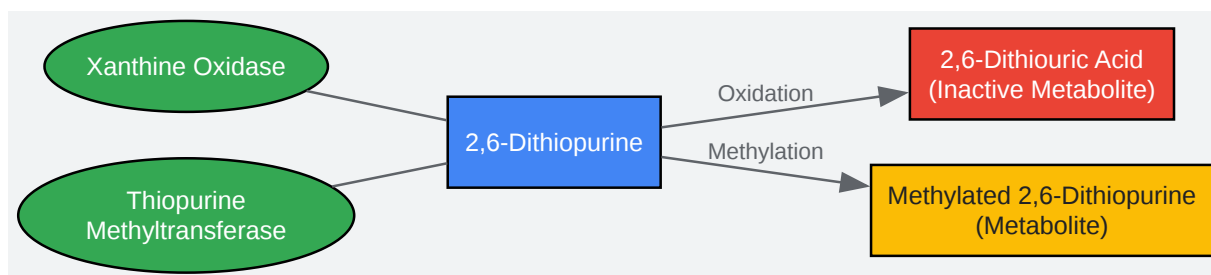 Xanthine Oxidase
Thiopurine
Methyltransferase
2,6-Dithiopurine
Oxidation
Methylation
2,6-Dithiouric Acid
(Inactive Metabolite)
Methylated 2,6-Dithiopurine
(Metabolite)